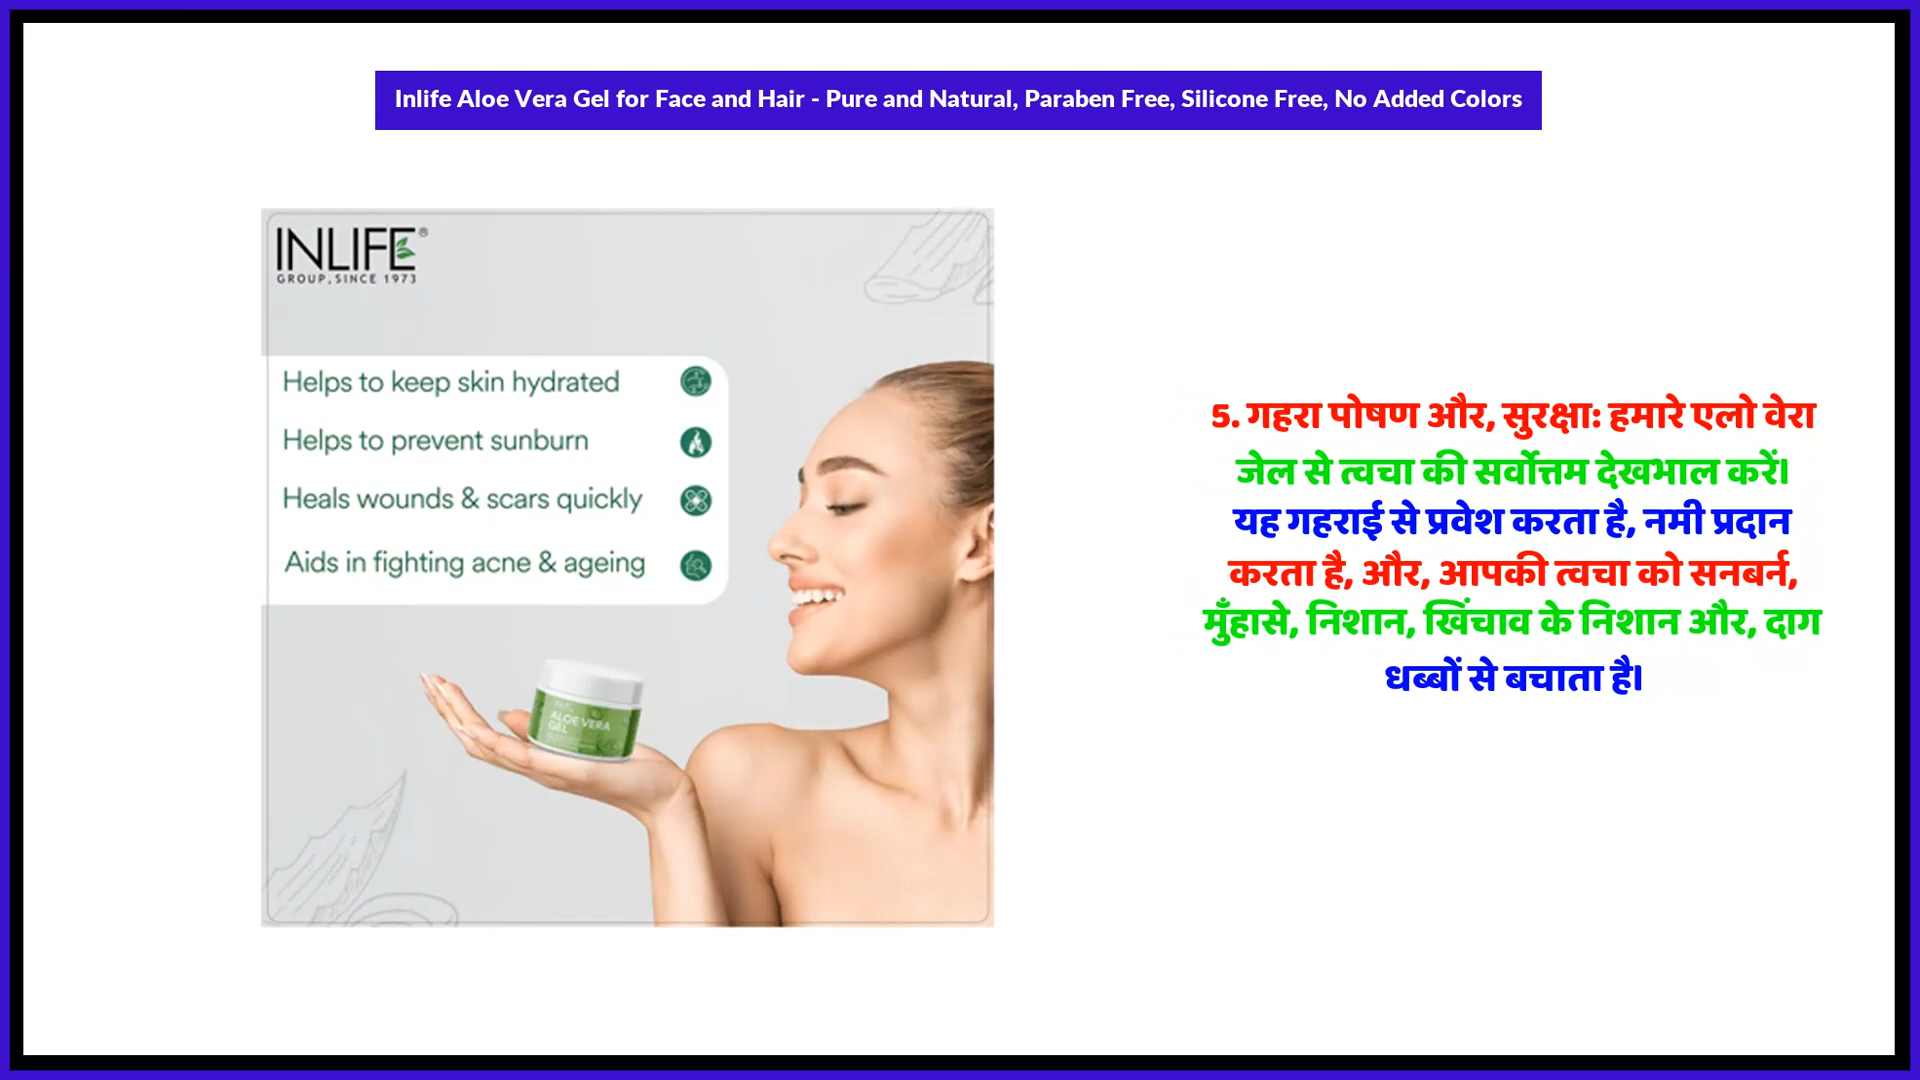 Inlife Aloe Vera Gel for Face and Hair - Pure and Natural, Paraben Free, Silicone Free, No Added Colors
INLIFE®
GROUP, SINCE 1973
Helps to keep skin hydrated
Helps to prevent sunburn
Heals wounds & scars quickly
Aids in fighting acne & ageing
ALOE VERA
GEL
5. गहरा पोषण और, सुरक्षा: हमारे एलो वेरा
जेल से त्वचा की सर्वोत्तम देखभाल करें।
यह गहराई से प्रवेश करता है, नमी प्रदान
करता है, और, आपकी त्वचा को सनबर्न,
मुँहासे, निशान, खिंचाव के निशान और, दाग
धब्बों से बचाता है।